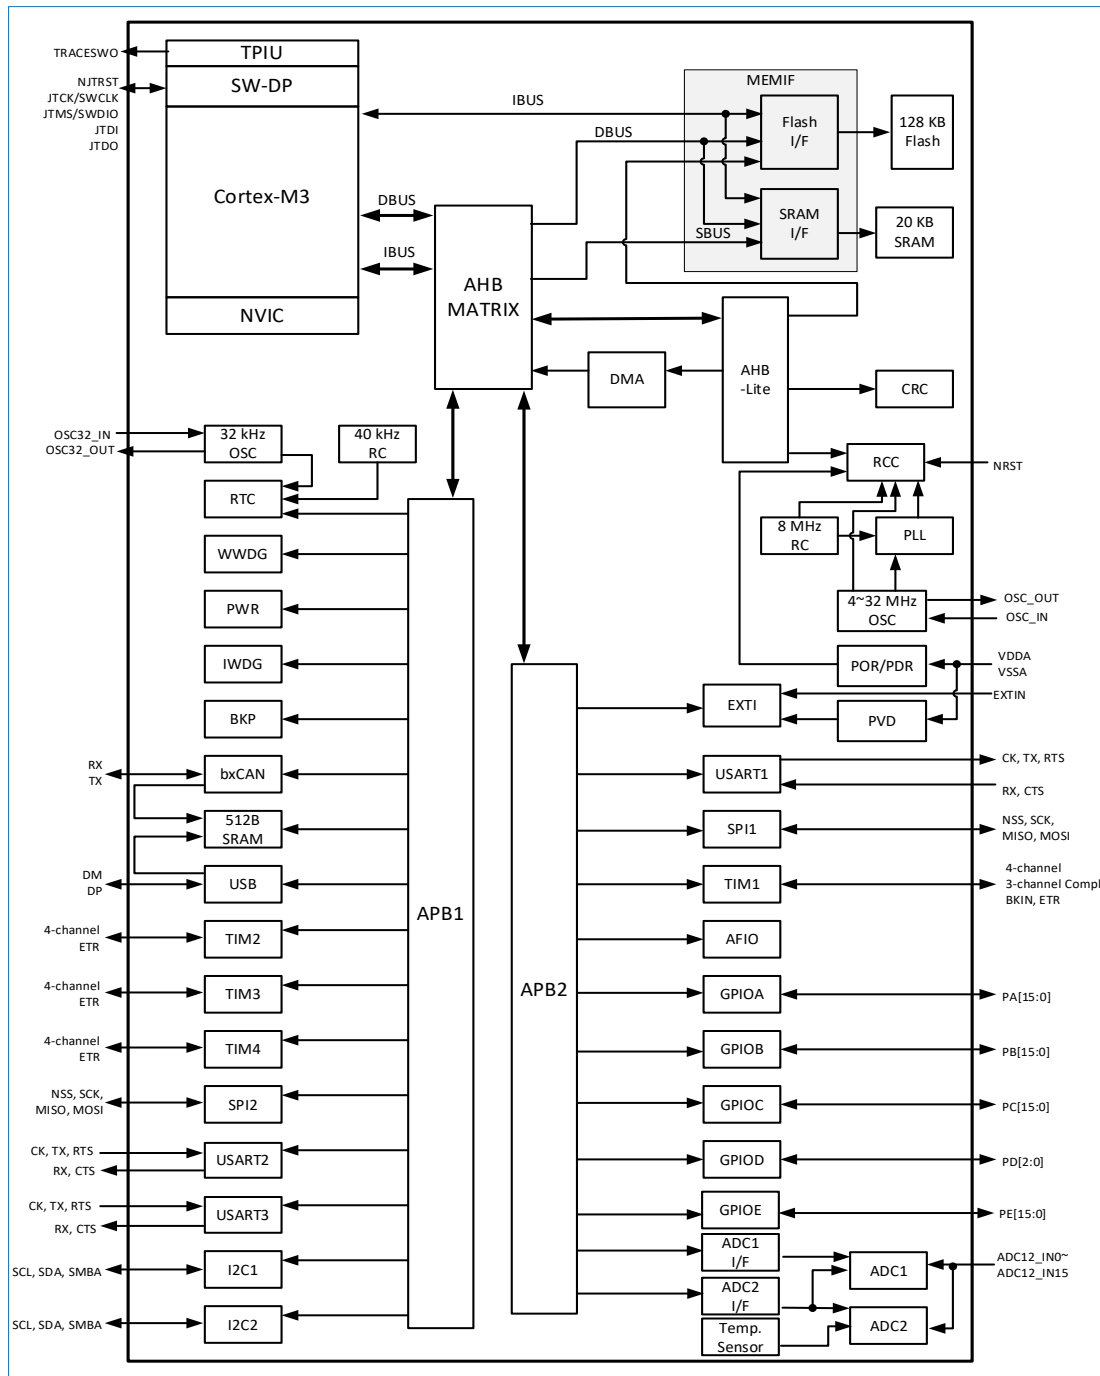 TRACESWO
NJTRST
JTCK/SWCLK
JTMS/SWDIO
JTDI
JTDO
TPIU
SW-DP
Cortex-M3
NVIC
IBUS
DBUS
DBUS
IBUS
SBUS
MEMIF
Flash
I/F
SRAM
I/F
128 KB
Flash
20 KB
SRAM
AHB
MATRIX
DMA
AHB
-Lite
CRC
OSC32_IN
OSC32_OUT
32 kHz
OSC
40 kHz
RC
RTC
RCC
NRST
8 MHz
RC
PLL
4~32 MHz
OSC
OSC_OUT
OSC_IN
POR/PDR
VDDA
VSSA
EXTIN
PVD
WWDG
PWR
IWDG
BKP
RX
TX
bxCAN
512B
SRAM
DM
DP
USB
4-channel
ETR
TIM2
4-channel
ETR
TIM3
4-channel
ETR
TIM4
NSS, SCK,
MISO, MOSI
SPI2
CK, TX, RTS
RX, CTS
USART2
CK, TX, RTS
RX, CTS
USART3
SCL, SDA, SMBA
I2C1
SCL, SDA, SMBA
I2C2
APB1
APB2
EXTI
USART1
CK, TX, RTS
RX, CTS
SPI1
NSS, SCK,
MISO, MOSI
TIM1
4-channel
3-channel Compl
BKIN, ETR
AFIO
GPIOA
PA[15:0]
GPIOB
PB[15:0]
GPIOC
PC[15:0]
GPIOD
PD[2:0]
GPIOE
PE[15:0]
ADC1
I/F
ADC2
I/F
Temp.
Sensor
ADC1
ADC2
ADC12_IN0~
ADC12_IN15